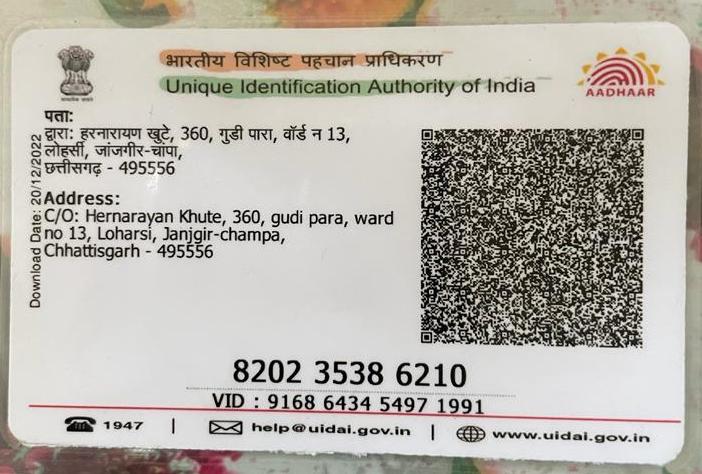 भारतीय विशिष्ट पहचान प्राधिकरण
Unique Identification Authority of India
AADHAAR
पता:
द्वारा: हरनारायण खुटे, 360, गुडी पारा, वॉर्ड न 13,
लोहर्सी, जांजगीर-चांपा,
छत्तीसगढ़ - 495556
Address:
C/O: Hernarayan Khute, 360, gudi para, ward
no 13, Loharsi, Janjgir-champa,
Chhattisgarh - 495556
Download Date: 20/12/2022
8202 3538 6210
VID : 9168 6434 5497 1991
1947 | help@uidai.gov.in | www.uidai.gov.in